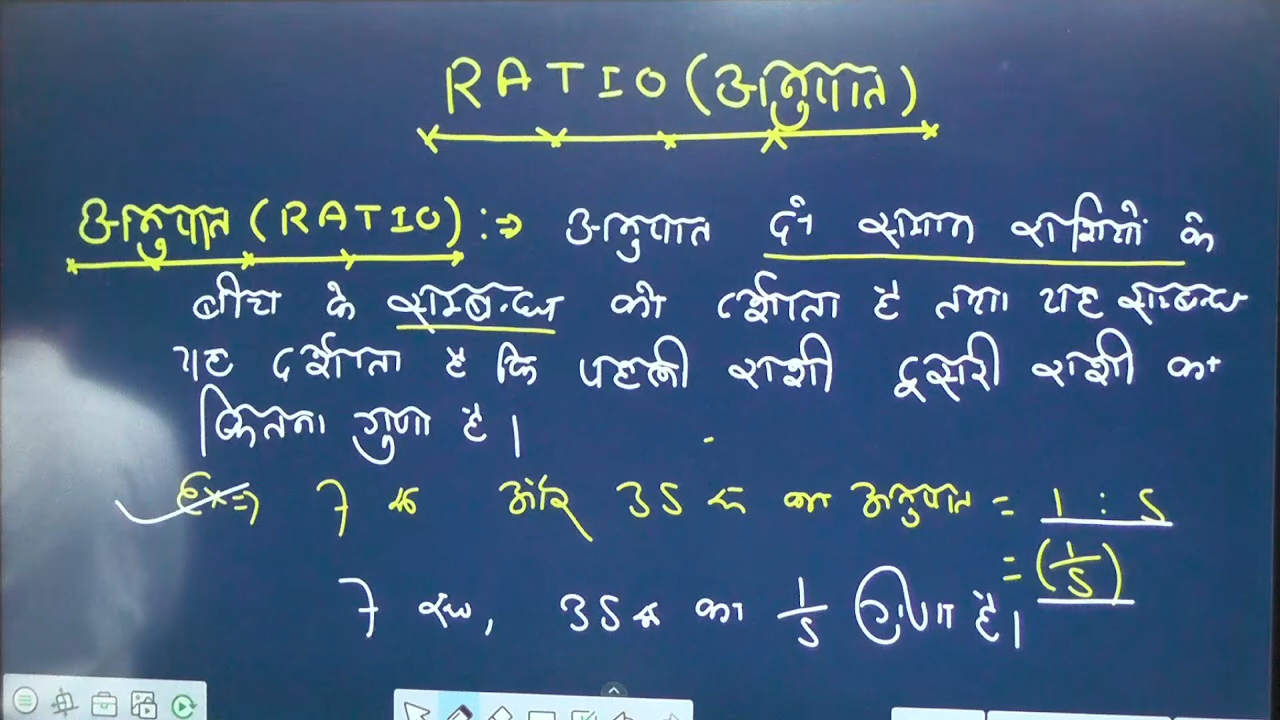 RATIO (अनुपात)
अनुपात (RATIO) :⇒ अनुपात दो समान राशियों के
बीच के सम्बन्ध को दर्शाता है तथा यह सम्बन्ध
यह दर्शाता है कि पहली राशी दूसरी राशी का
कितना गुणा है।
Ex⇒ 7 रू और 35 रू का अनुपात = 1 : 5
= (1/5)
7 रू, 35 रू का 1/5 गुणा है।